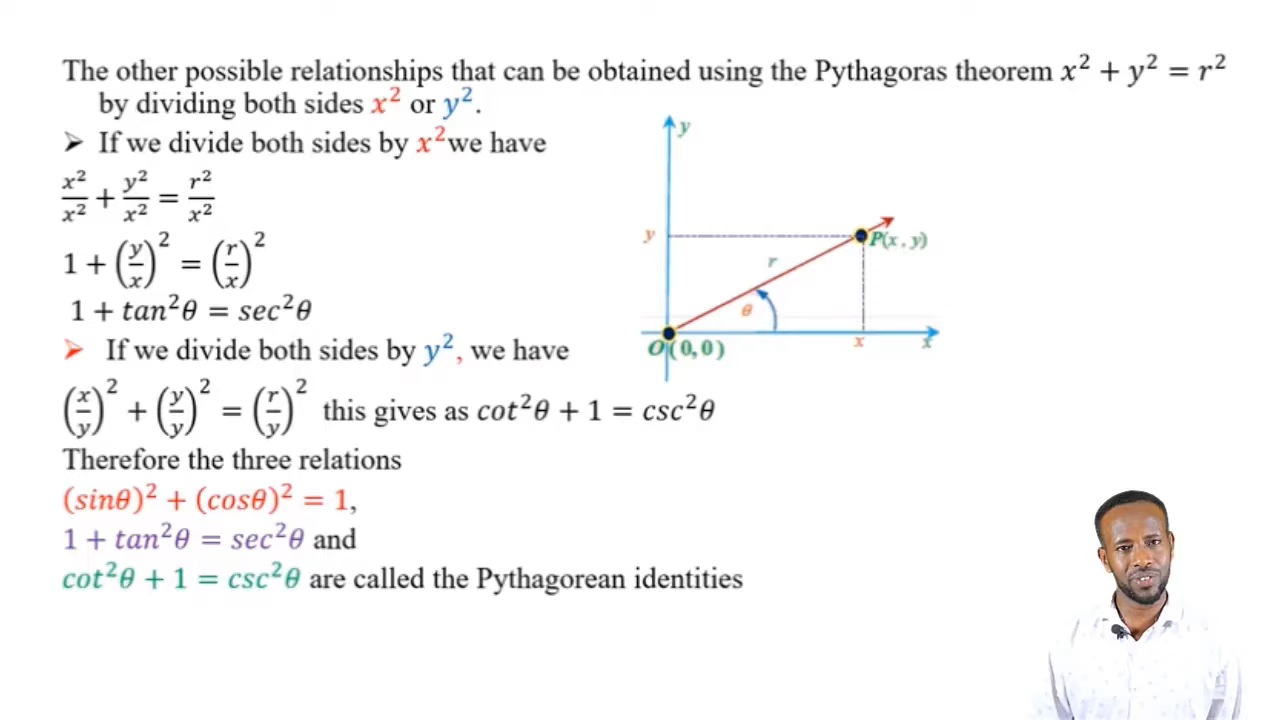 The other possible relationships that can be obtained using the Pythagoras theorem x² + y² = r²
by dividing both sides x² or y².
➢ If we divide both sides by x² we have
x²/x² + y²/x² = r²/x²
1 + (y/x)² = (r/x)²
1 + tan²θ = sec²θ
➢ If we divide both sides by y², we have
(x/y)² + (y/y)² = (r/y)² this gives as cot²θ + 1 = csc²θ
Therefore the three relations
(sinθ)² + (cosθ)² = 1,
1 + tan²θ = sec²θ and
cot²θ + 1 = csc²θ are called the Pythagorean identities
y
y
P(x , y)
r
θ
O(0,0)
x
x